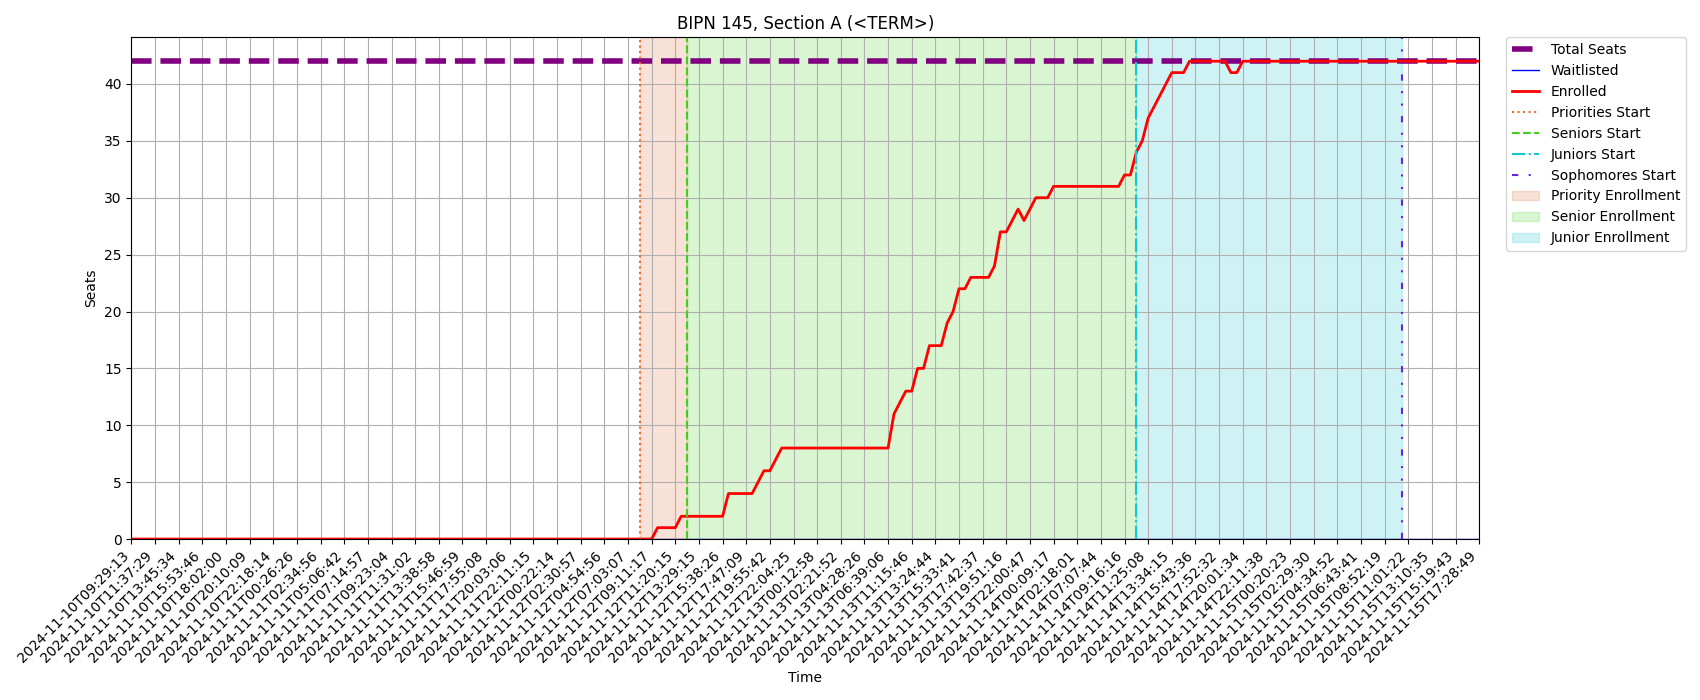 BIPN 145, Section A (<TERM>)
Total Seats
Waitlisted
Enrolled
Priorities Start
Seniors Start
Juniors Start
Sophomores Start
Priority Enrollment
Senior Enrollment
Junior Enrollment
Seats
40
35
30
25
20
15
10
5
0
2024-11-10T09:29:13
2024-11-10T11:37:29
2024-11-10T13:45:34
2024-11-10T15:53:46
2024-11-10T18:02:00
2024-11-10T20:10:09
2024-11-10T22:18:14
2024-11-11T00:26:26
2024-11-11T02:34:56
2024-11-11T05:06:42
2024-11-11T07:14:57
2024-11-11T09:23:04
2024-11-11T11:31:02
2024-11-11T13:38:58
2024-11-11T15:46:59
2024-11-11T17:55:08
2024-11-11T20:03:06
2024-11-11T22:11:15
2024-11-12T00:22:14
2024-11-12T02:30:57
2024-11-12T04:54:56
2024-11-12T07:03:07
2024-11-12T09:11:17
2024-11-12T11:20:15
2024-11-12T13:29:15
2024-11-12T15:38:26
2024-11-12T17:47:09
2024-11-12T19:55:42
2024-11-12T22:04:25
2024-11-13T00:12:58
2024-11-13T02:21:52
2024-11-13T04:28:26
2024-11-13T06:39:06
2024-11-13T11:15:46
2024-11-13T13:24:44
2024-11-13T15:33:41
2024-11-13T17:42:37
2024-11-13T19:51:16
2024-11-13T22:00:47
2024-11-14T00:09:17
2024-11-14T02:18:01
2024-11-14T07:07:44
2024-11-14T09:16:16
2024-11-14T11:25:08
2024-11-14T13:34:15
2024-11-14T15:43:36
2024-11-14T17:52:32
2024-11-14T20:01:34
2024-11-14T22:11:38
2024-11-15T00:20:23
2024-11-15T02:29:30
2024-11-15T04:34:52
2024-11-15T06:43:41
2024-11-15T08:52:19
2024-11-15T11:01:22
2024-11-15T13:10:35
2024-11-15T15:19:43
2024-11-15T17:28:49
Time